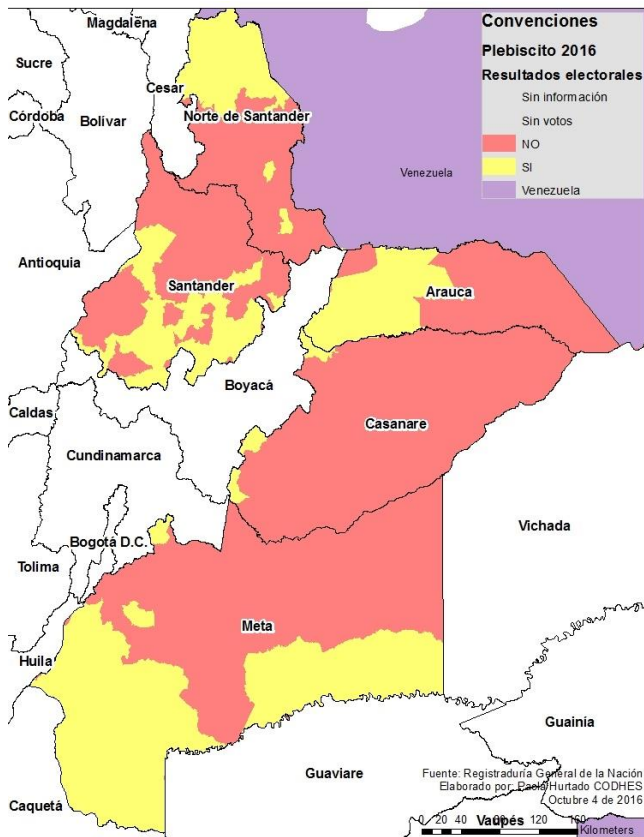 Convenciones
Plebiscito 2016
Resultados electorales
Sin información
Sin votos
NO
SI
Venezuela
Magdalena
Sucre
Cesar
Córdoba
Bolívar
Norte de Santander
Venezuela
Antioquia
Santander
Arauca
Boyacá
Caldas
Casanare
Cundinamarca
Vichada
Bogotá D.C.
Tolima
Meta
Huila
Guainía
Guaviare
Caquetá
Fuente: Registraduría General de la Nación
Elaborado por: Paola Hurtado CODHES
Octubre 4 de 2016
Vaupés
0 20 40 80 120 160
Kilometers